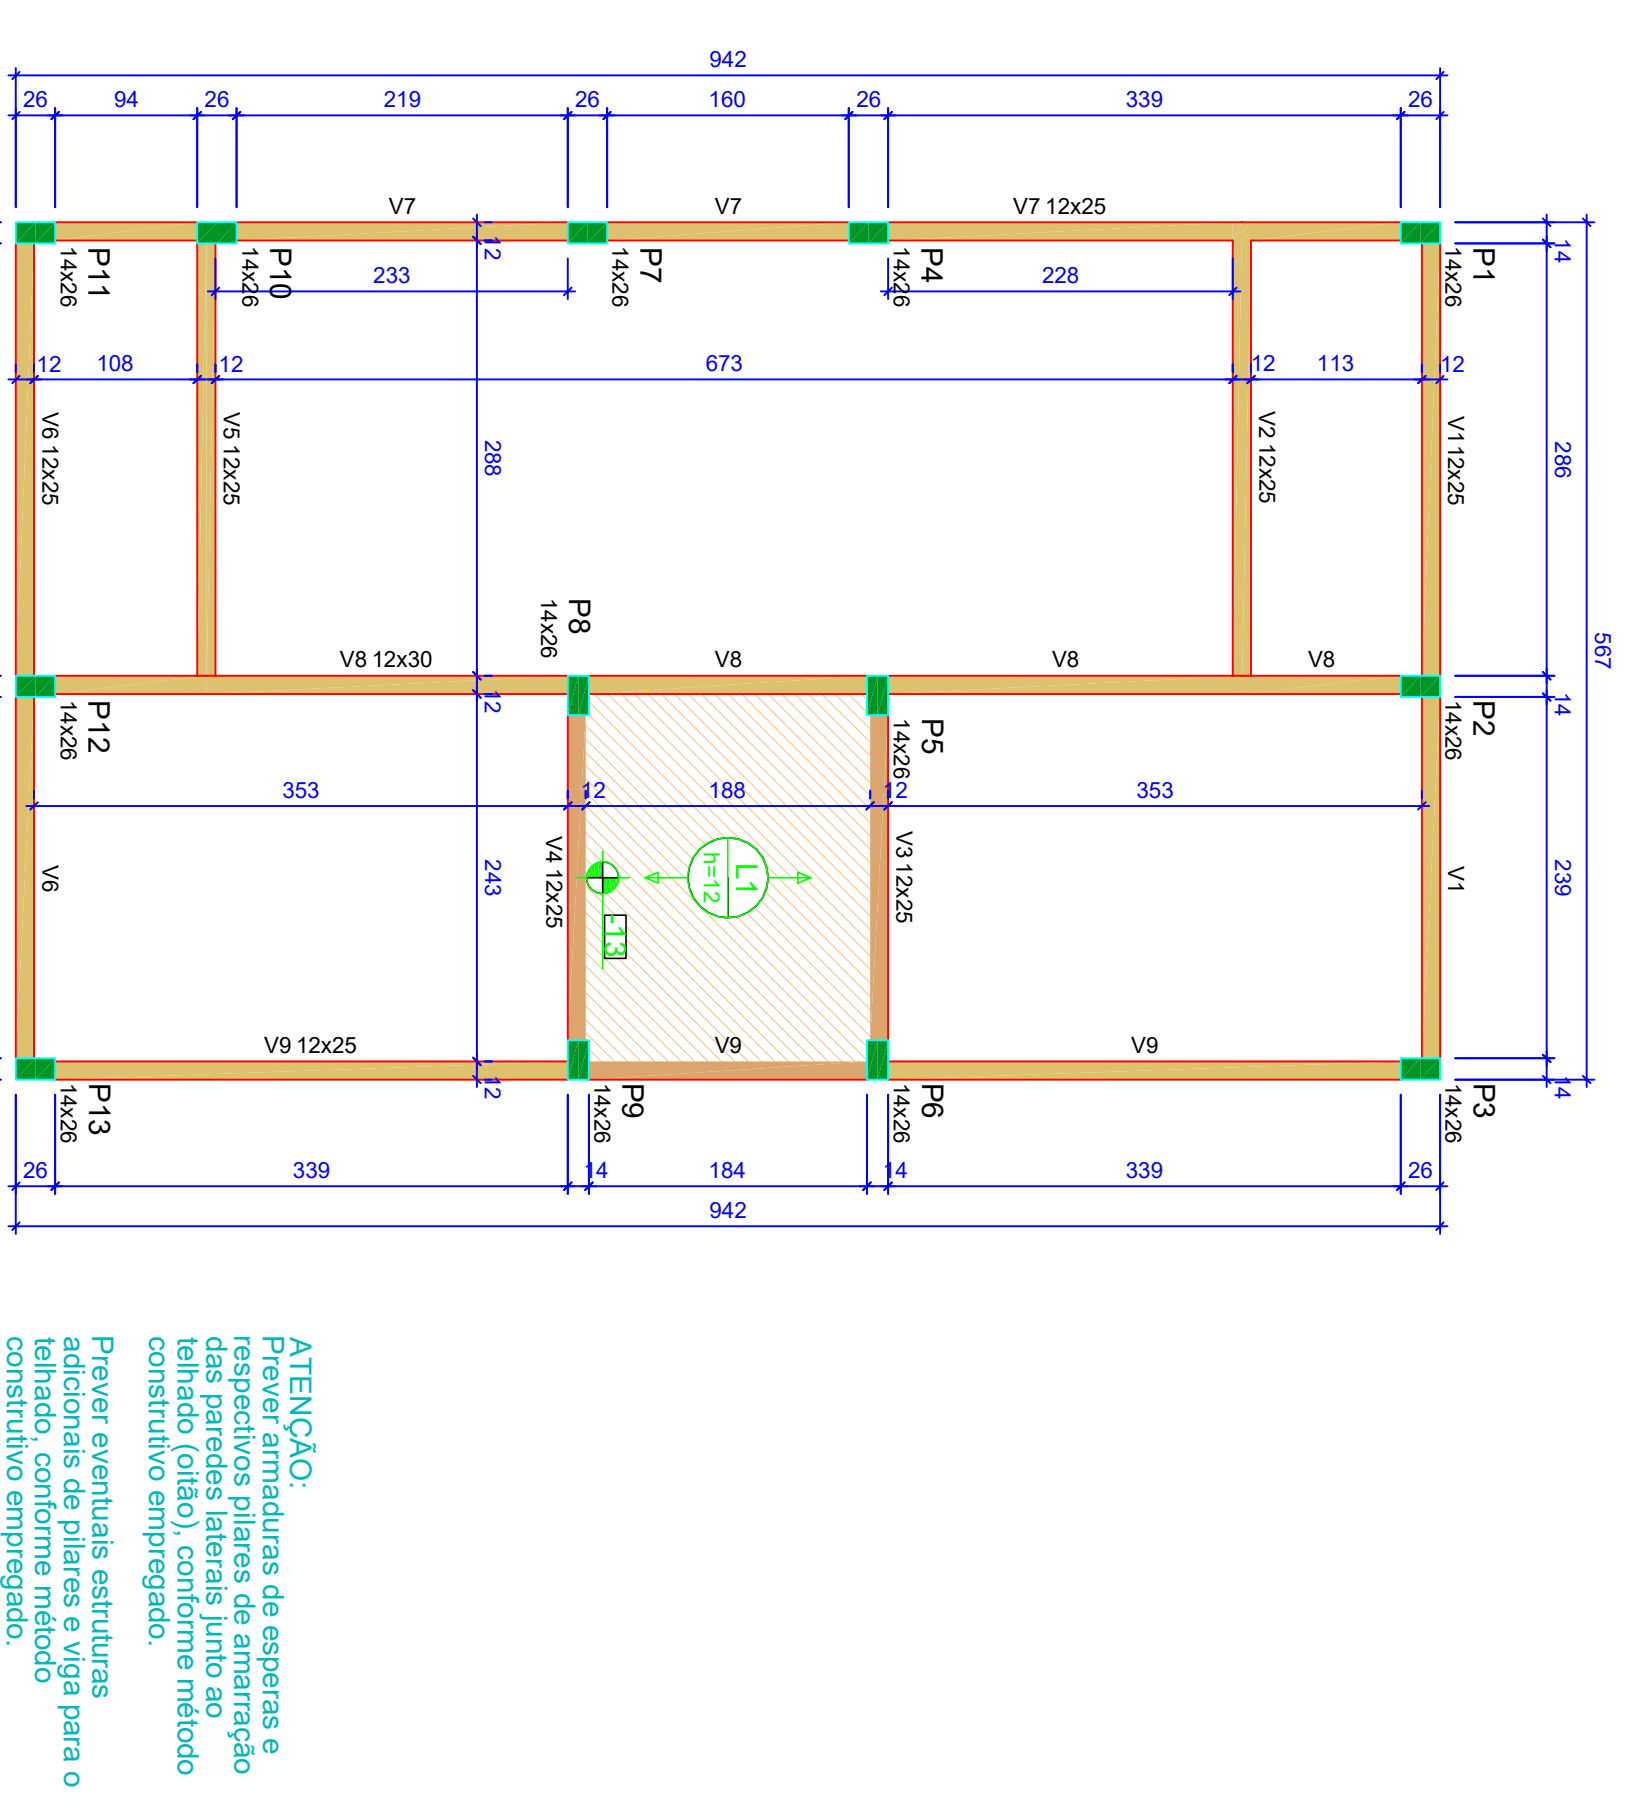 942
26
94
26
219
26
160
26
339
26
V7
V7
V7 12x25
567
14
286
14
239
14
P11
14x26
P10
14x26
P7
14x26
P4
14x26
P1
14x26
12
233
228
12
108
12
673
12
113
12
V6 12x25
V5 12x25
288
V2 12x25
V1 12x25
P8
14x26
V8 12x30
V8
V8
V8
P12
14x26
12
P5
14x26
P2
14x26
353
12
188
12
353
V6
243
V4 12x25
L1
h=12
-13
V3 12x25
V1
V9 12x25
V9
V9
12
P13
14x26
P9
14x26
P6
14x26
P3
14x26
26
339
14
184
14
339
26
942
ATENÇÃO:
Prever armaduras de esperas e
respectivos pilares de amarração
das paredes laterais junto ao
telhado (oitão), conforme método
construtivo empregado.
Prever eventuais estruturas
adicionais de pilares e viga para o
telhado, conforme método
construtivo empregado.